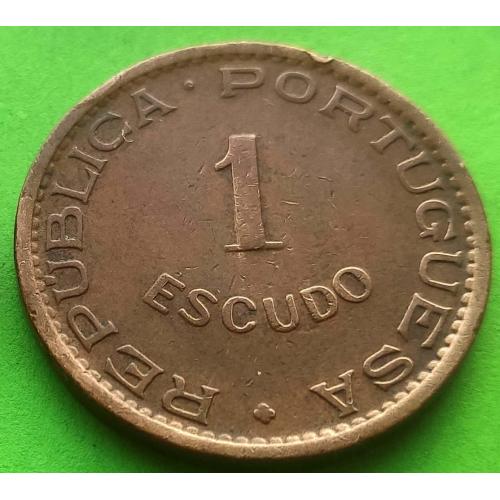 REPUBLICA · PORTUGUESA
1
ESCUDO